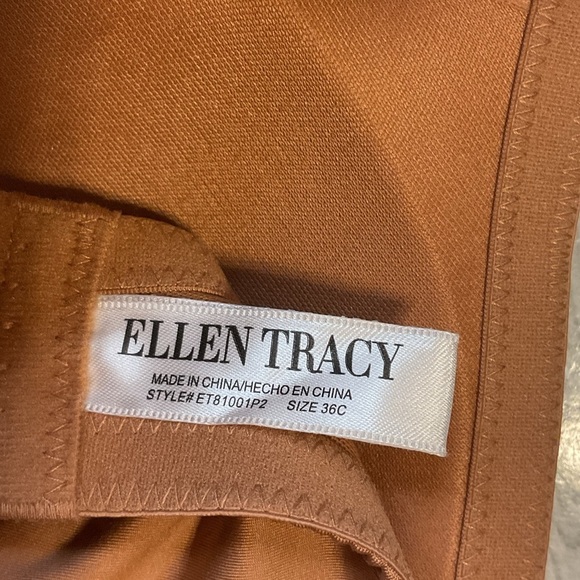 ELLEN TRACY
MADE IN CHINA/HECHO EN CHINA
STYLE# ET81001P2 SIZE 36C